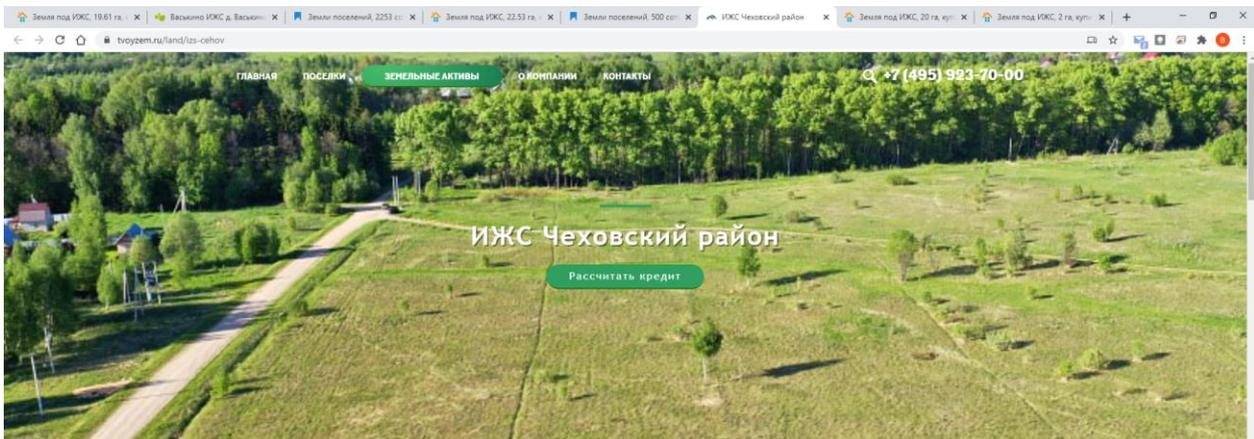 Земля под ИЖС, 19.61 га,
Васькино ИЖС д. Васькин
Земли поселений, 2253 со
Земля под ИЖС, 22.53 га,
Земли поселений, 500 сот
ИЖС Чеховский район
Земля под ИЖС, 20 га, куп
Земля под ИЖС, 2 га, купи
tvoyzem.ru/land/izs-cehov
ГЛАВНАЯ ПОСЕЛКИ ЗЕМЕЛЬНЫЕ АКТИВЫ О КОМПАНИИ КОНТАКТЫ +7 (495) 923-70-00
ИЖС Чеховский район
Рассчитать кредит